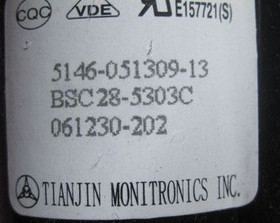 CQC VDE E157721(S)
5146-051309-13
BSC28-5303C
061230-202
TIANJIN MONITRONICS INC.